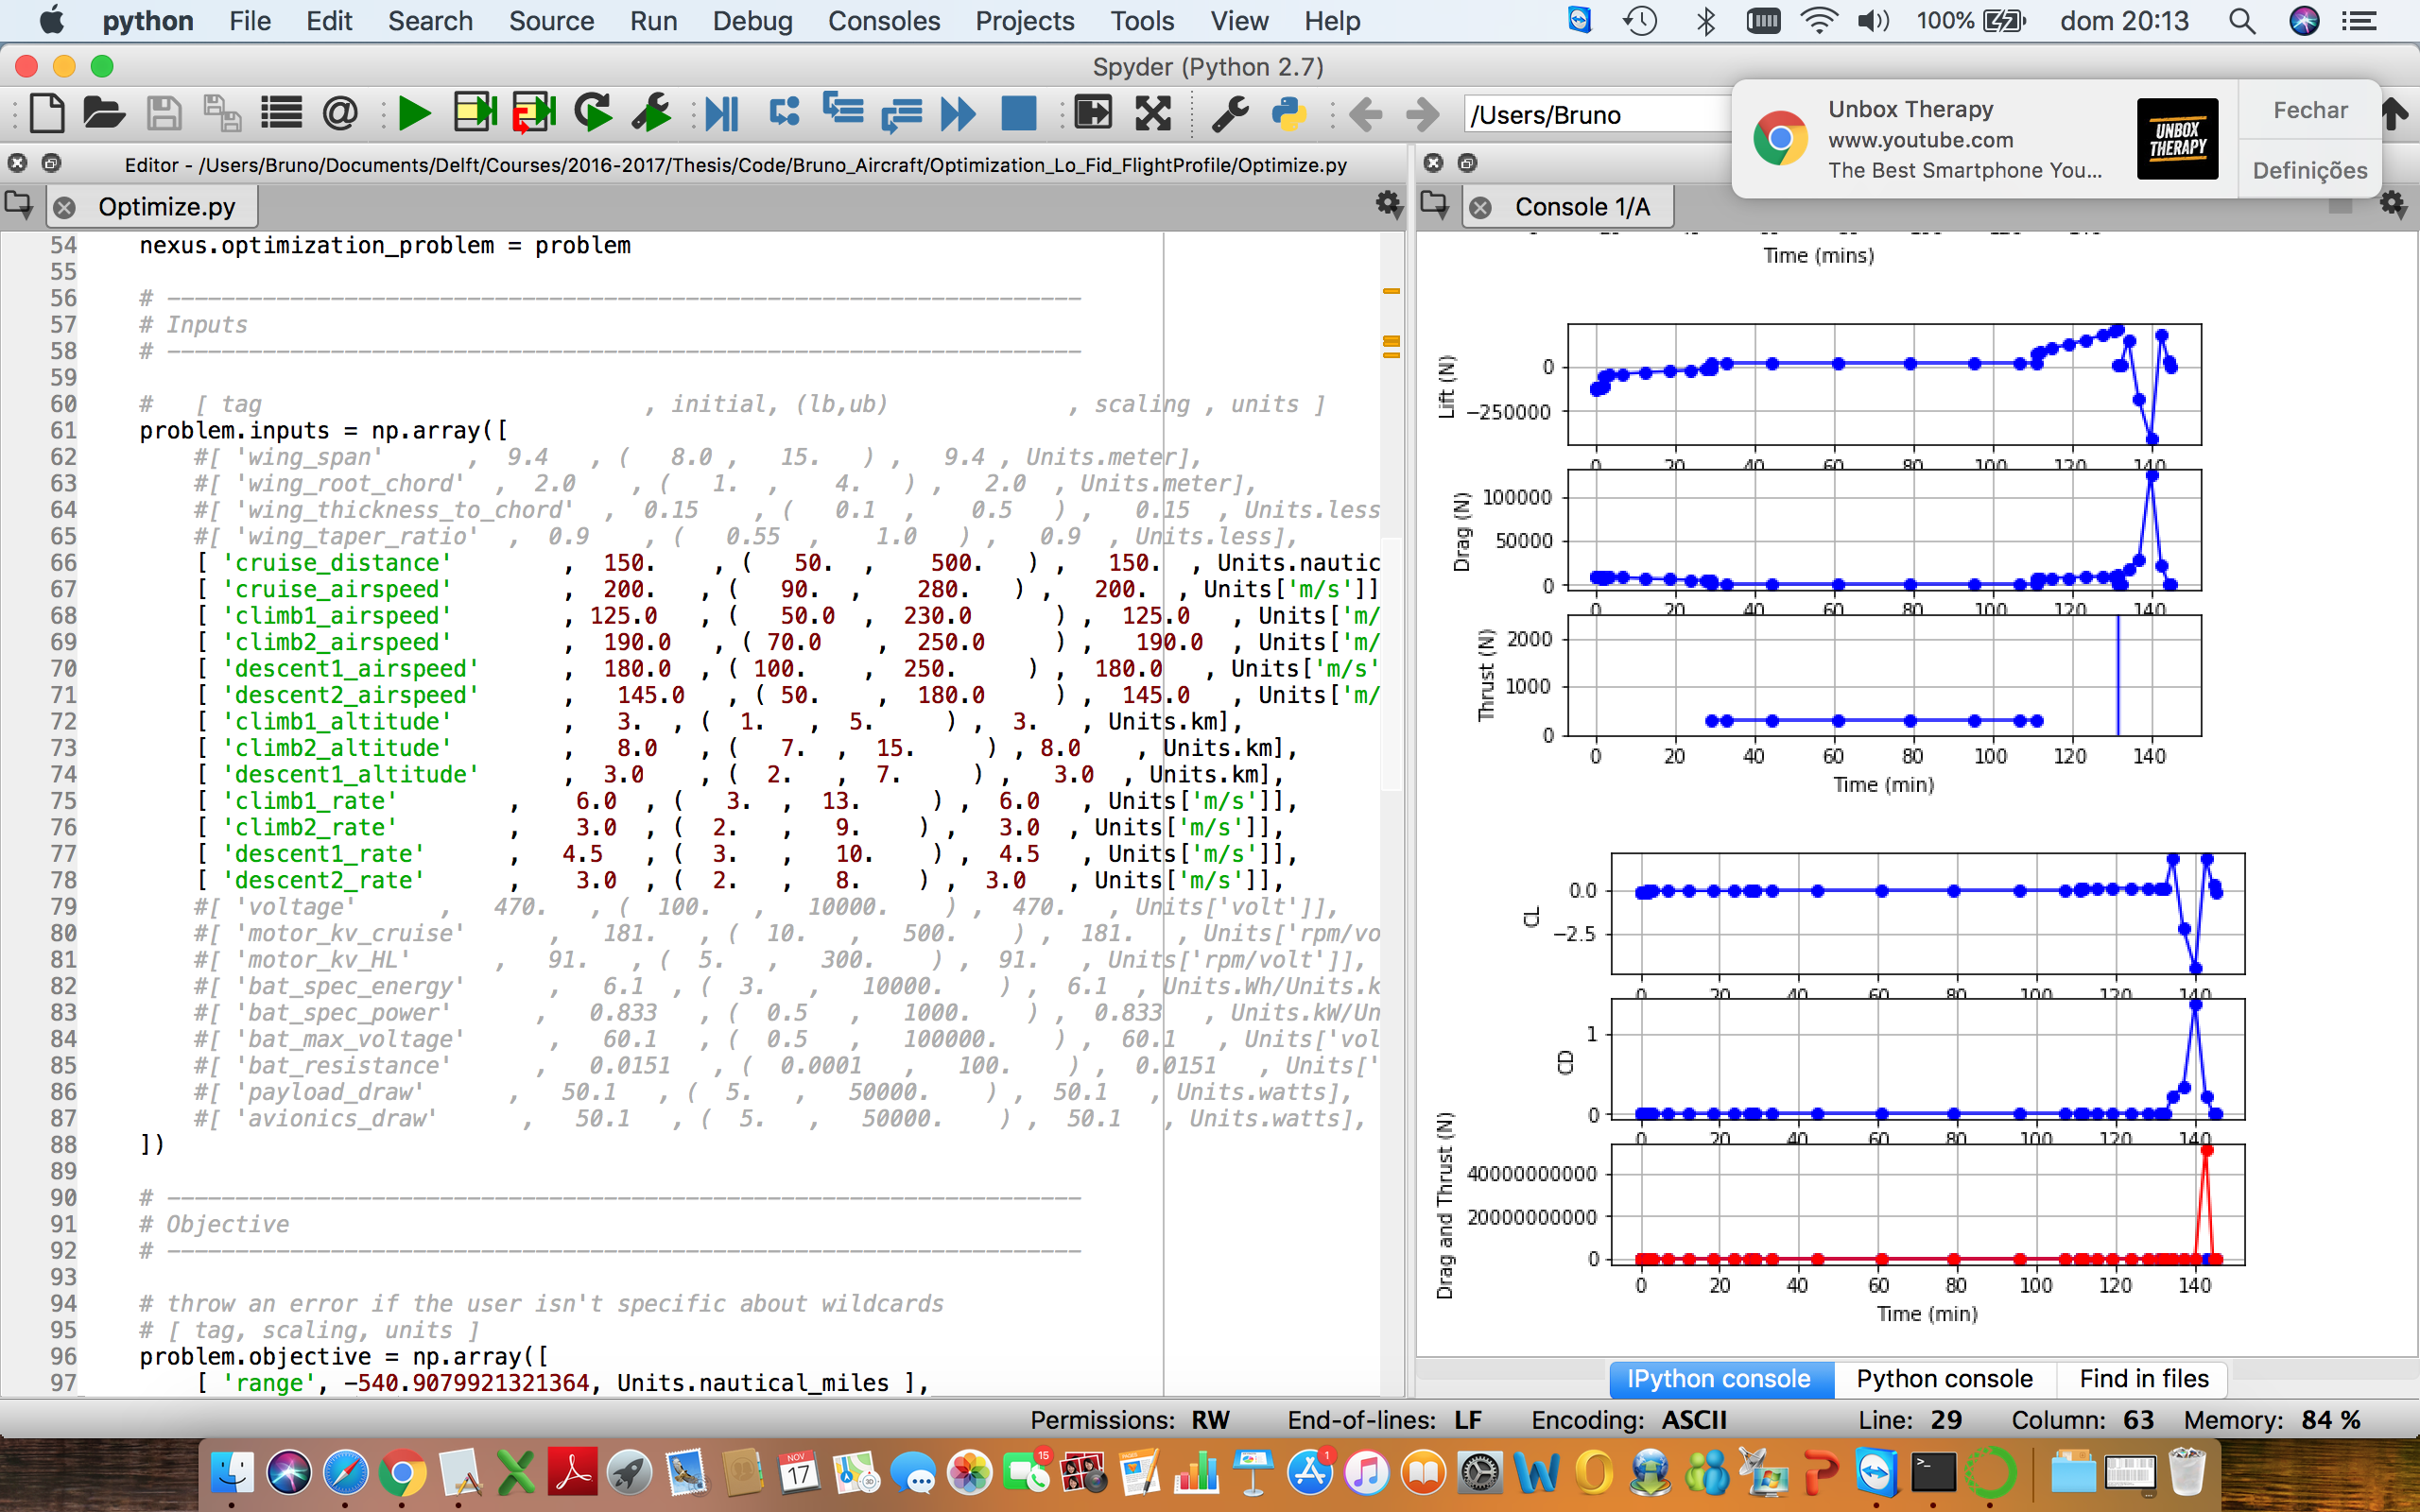 python File Edit Search Source Run Debug Consoles Projects Tools View Help 100% dom 20:13
Spyder (Python 2.7)
/Users/Bruno
Unbox Therapy
www.youtube.com
The Best Smartphone You...
UNBOX THERAPY
Fechar
Definições
Editor - /Users/Bruno/Documents/Delft/Courses/2016-2017/Thesis/Code/Bruno_Aircraft/Optimization_Lo_Fid_FlightProfile/Optimize.py
Optimize.py
54 nexus.optimization_problem = problem
55
56 # -------------------------------------------------------------------
57 # Inputs
58 # -------------------------------------------------------------------
59
60 # [ tag , initial, (lb,ub) , scaling , units ]
61 problem.inputs = np.array([
62 #[ 'wing_span' , 9.4 , ( 8.0 , 15. ) , 9.4 , Units.meter],
63 #[ 'wing_root_chord' , 2.0 , ( 1. , 4. ) , 2.0 , Units.meter],
64 #[ 'wing_thickness_to_chord' , 0.15 , ( 0.1 , 0.5 ) , 0.15 , Units.less
65 #[ 'wing_taper_ratio' , 0.9 , ( 0.55 , 1.0 ) , 0.9 , Units.less],
66 [ 'cruise_distance' , 150. , ( 50. , 500. ) , 150. , Units.nautic
67 [ 'cruise_airspeed' , 200. , ( 90. , 280. ) , 200. , Units['m/s']]
68 [ 'climb1_airspeed' , 125.0 , ( 50.0 , 230.0 ) , 125.0 , Units['m/
69 [ 'climb2_airspeed' , 190.0 , ( 70.0 , 250.0 ) , 190.0 , Units['m/
70 [ 'descent1_airspeed' , 180.0 , ( 100. , 250. ) , 180.0 , Units['m/s'
71 [ 'descent2_airspeed' , 145.0 , ( 50. , 180.0 ) , 145.0 , Units['m/
72 [ 'climb1_altitude' , 3. , ( 1. , 5. ) , 3. , Units.km],
73 [ 'climb2_altitude' , 8.0 , ( 7. , 15. ) , 8.0 , Units.km],
74 [ 'descent1_altitude' , 3.0 , ( 2. , 7. ) , 3.0 , Units.km],
75 [ 'climb1_rate' , 6.0 , ( 3. , 13. ) , 6.0 , Units['m/s']],
76 [ 'climb2_rate' , 3.0 , ( 2. , 9. ) , 3.0 , Units['m/s']],
77 [ 'descent1_rate' , 4.5 , ( 3. , 10. ) , 4.5 , Units['m/s']],
78 [ 'descent2_rate' , 3.0 , ( 2. , 8. ) , 3.0 , Units['m/s']],
79 #[ 'voltage' , 470. , ( 100. , 10000. ) , 470. , Units['volt']],
80 #[ 'motor_kv_cruise' , 181. , ( 10. , 500. ) , 181. , Units['rpm/vo
81 #[ 'motor_kv_HL' , 91. , ( 5. , 300. ) , 91. , Units['rpm/volt']],
82 #[ 'bat_spec_energy' , 6.1 , ( 3. , 10000. ) , 6.1 , Units.Wh/Units.k
83 #[ 'bat_spec_power' , 0.833 , ( 0.5 , 1000. ) , 0.833 , Units.kW/Un
84 #[ 'bat_max_voltage' , 60.1 , ( 0.5 , 100000. ) , 60.1 , Units['vol
85 #[ 'bat_resistance' , 0.0151 , ( 0.0001 , 100. ) , 0.0151 , Units['
86 #[ 'payload_draw' , 50.1 , ( 5. , 50000. ) , 50.1 , Units.watts],
87 #[ 'avionics_draw' , 50.1 , ( 5. , 50000. ) , 50.1 , Units.watts],
88 ])
89
90 # -------------------------------------------------------------------
91 # Objective
92 # -------------------------------------------------------------------
93
94 # throw an error if the user isn't specific about wildcards
95 # [ tag, scaling, units ]
96 problem.objective = np.array([
97 [ 'range', -540.9079921321364, Units.nautical_miles ],
Console 1/A
Time (mins)
Lift (N)
0
−250000
0 20 40 60 80 100 120 140
Drag (N)
100000
50000
0
0 20 40 60 80 100 120 140
Thrust (N)
2000
1000
0
0 20 40 60 80 100 120 140
Time (min)
CL
0.0
−2.5
0 20 40 60 80 100 120 140
CD
1
0
0 20 40 60 80 100 120 140
Drag and Thrust (N)
40000000000
20000000000
0
0 20 40 60 80 100 120 140
Time (min)
IPython console Python console Find in files
Permissions: RW End-of-lines: LF Encoding: ASCII Line: 29 Column: 63 Memory: 84 %
NOV
17
15
1